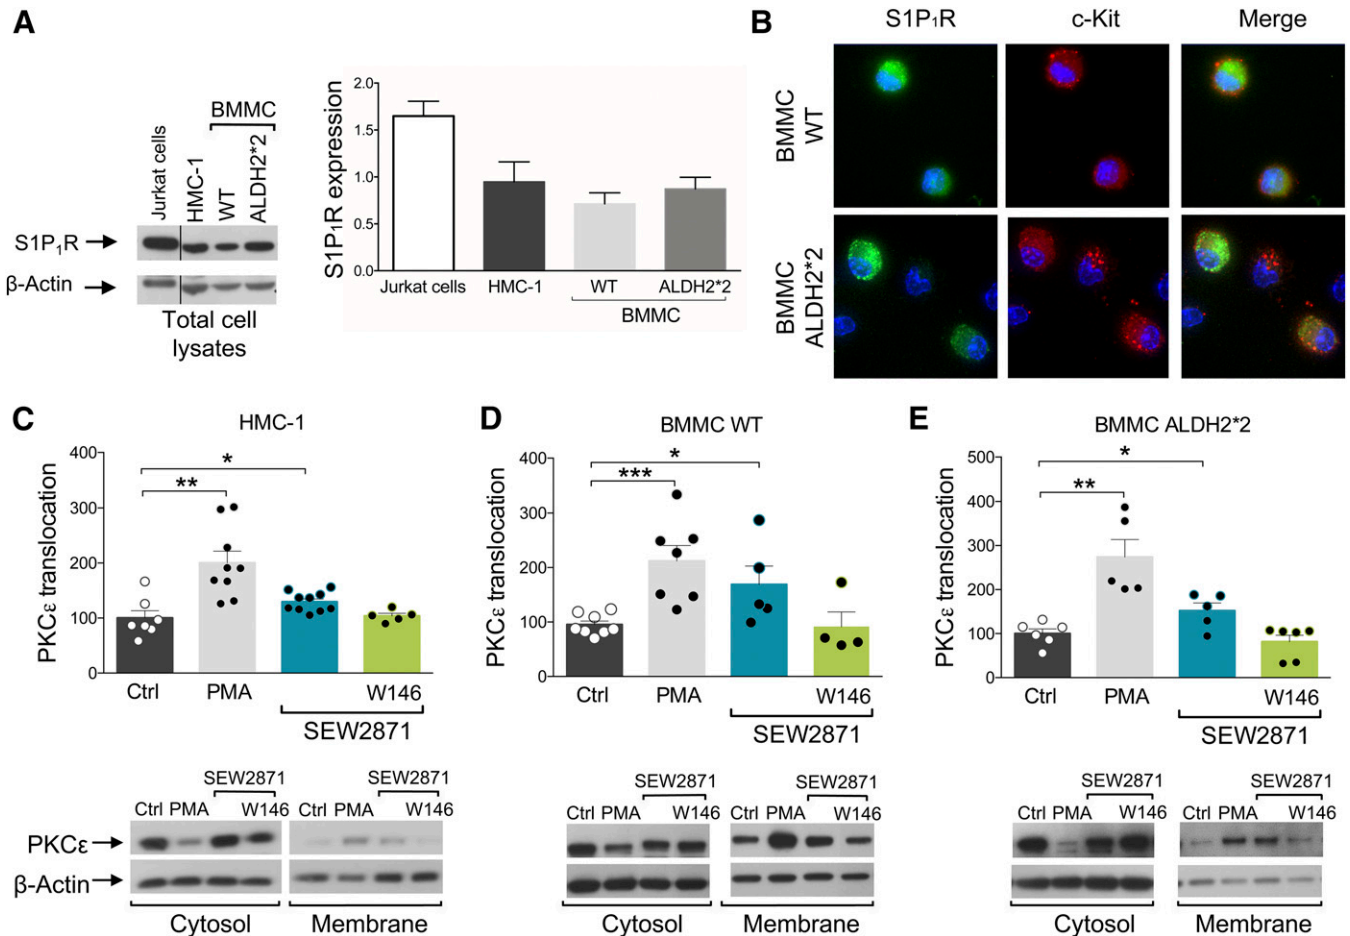 A
BMMC
Jurkat cells
HMC-1
WT
ALDH2*2
S1P₁R
β-Actin
Total cell
lysates
S1P₁R expression
2.0
1.5
1.0
0.5
0.0
Jurkat cells HMC-1 WT ALDH2*2
BMMC
B
S1P₁R c-Kit Merge
BMMC
WT
BMMC
ALDH2*2
C
HMC-1
PKCε translocation
400
300
200
100
0
*
**
Ctrl PMA W146
SEW2871
SEW2871 SEW2871
Ctrl PMA W146 Ctrl PMA W146
PKCε
β-Actin
Cytosol Membrane
D
BMMC WT
PKCε translocation
400
300
200
100
0
*
***
Ctrl PMA W146
SEW2871
SEW2871 SEW2871
Ctrl PMA W146 Ctrl PMA W146
Cytosol Membrane
E
BMMC ALDH2*2
PKCε translocation
500
400
300
200
100
0
*
**
Ctrl PMA W146
SEW2871
SEW2871 SEW2871
Ctrl PMA W146 Ctrl PMA W146
Cytosol Membrane